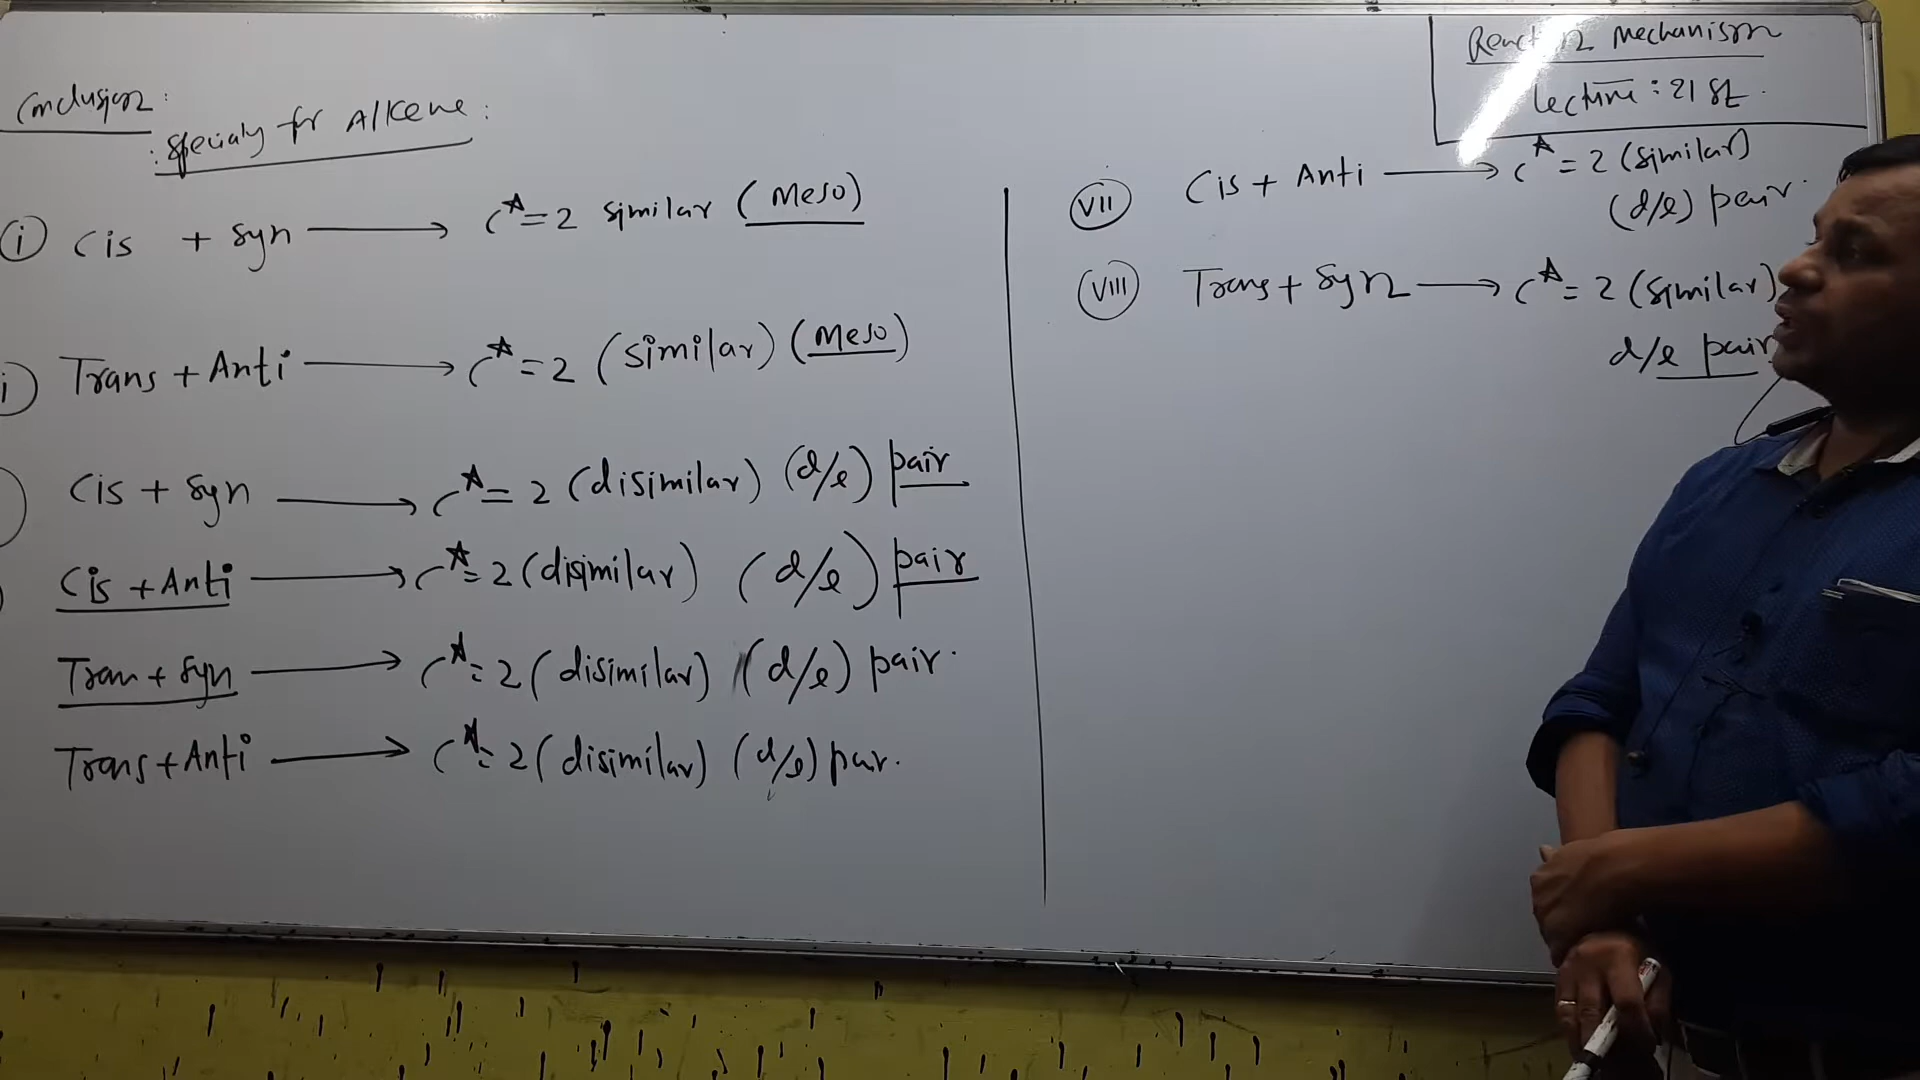 Conclusion:
: Specialy for Alkene:
(i) Cis + Syn ⟶ C*=2 similar (Meso)
i) Trans + Anti ⟶ C*=2 (similar) (Meso)
) Cis + Syn ⟶ C*=2 (disimilar) (d/l) pair
) Cis + Anti ⟶ C*=2 (disimilar) (d/l) pair
Tran + Syn ⟶ C*=2 (disimilar) (d/l) pair.
Trans + Anti ⟶ C*=2 (disimilar) (d/l) pair.
Reaction Mechanism
Lecture : 21 st.
(VII) Cis + Anti ⟶ C*=2 (similar)
(d/l) pair.
(VIII) Trans + Syn ⟶ C*=2 (similar)
d/l pair